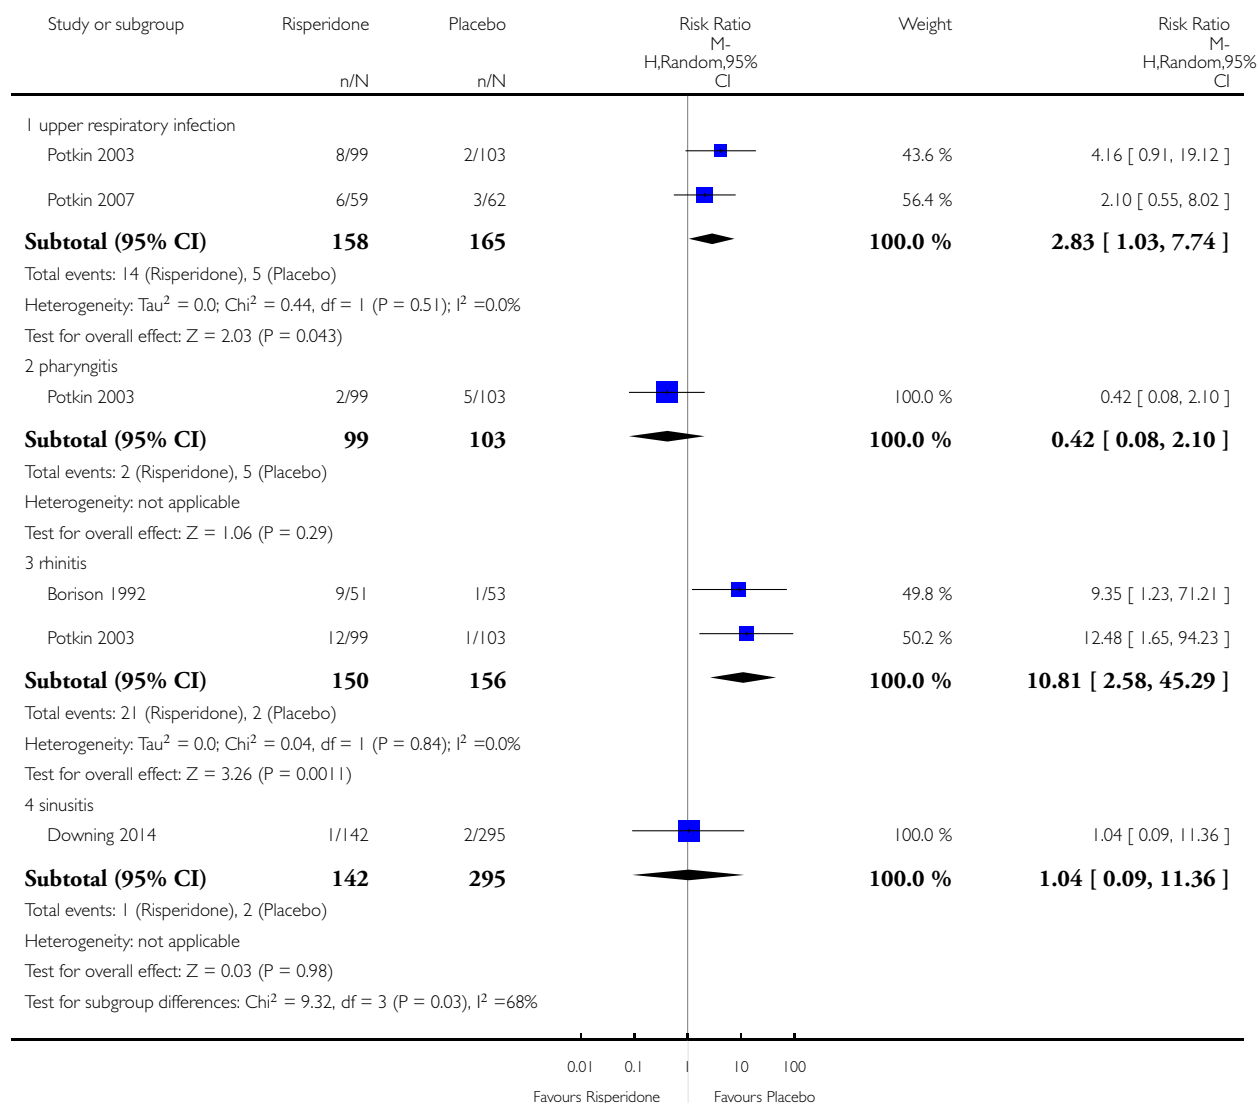 Study or subgroup Risperidone Placebo Risk Ratio Weight Risk Ratio
M- M-
H,Random,95% H,Random,95%
n/N n/N CI CI
1 upper respiratory infection
Potkin 2003 8/99 2/103 43.6 % 4.16 [ 0.91, 19.12 ]
Potkin 2007 6/59 3/62 56.4 % 2.10 [ 0.55, 8.02 ]
Subtotal (95% CI) 158 165 100.0 % 2.83 [ 1.03, 7.74 ]
Total events: 14 (Risperidone), 5 (Placebo)
Heterogeneity: Tau² = 0.0; Chi² = 0.44, df = 1 (P = 0.51); I² =0.0%
Test for overall effect: Z = 2.03 (P = 0.043)
2 pharyngitis
Potkin 2003 2/99 5/103 100.0 % 0.42 [ 0.08, 2.10 ]
Subtotal (95% CI) 99 103 100.0 % 0.42 [ 0.08, 2.10 ]
Total events: 2 (Risperidone), 5 (Placebo)
Heterogeneity: not applicable
Test for overall effect: Z = 1.06 (P = 0.29)
3 rhinitis
Borison 1992 9/51 1/53 49.8 % 9.35 [ 1.23, 71.21 ]
Potkin 2003 12/99 1/103 50.2 % 12.48 [ 1.65, 94.23 ]
Subtotal (95% CI) 150 156 100.0 % 10.81 [ 2.58, 45.29 ]
Total events: 21 (Risperidone), 2 (Placebo)
Heterogeneity: Tau² = 0.0; Chi² = 0.04, df = 1 (P = 0.84); I² =0.0%
Test for overall effect: Z = 3.26 (P = 0.0011)
4 sinusitis
Downing 2014 1/142 2/295 100.0 % 1.04 [ 0.09, 11.36 ]
Subtotal (95% CI) 142 295 100.0 % 1.04 [ 0.09, 11.36 ]
Total events: 1 (Risperidone), 2 (Placebo)
Heterogeneity: not applicable
Test for overall effect: Z = 0.03 (P = 0.98)
Test for subgroup differences: Chi² = 9.32, df = 3 (P = 0.03), I² =68%
0.01 0.1 1 10 100
Favours Risperidone Favours Placebo